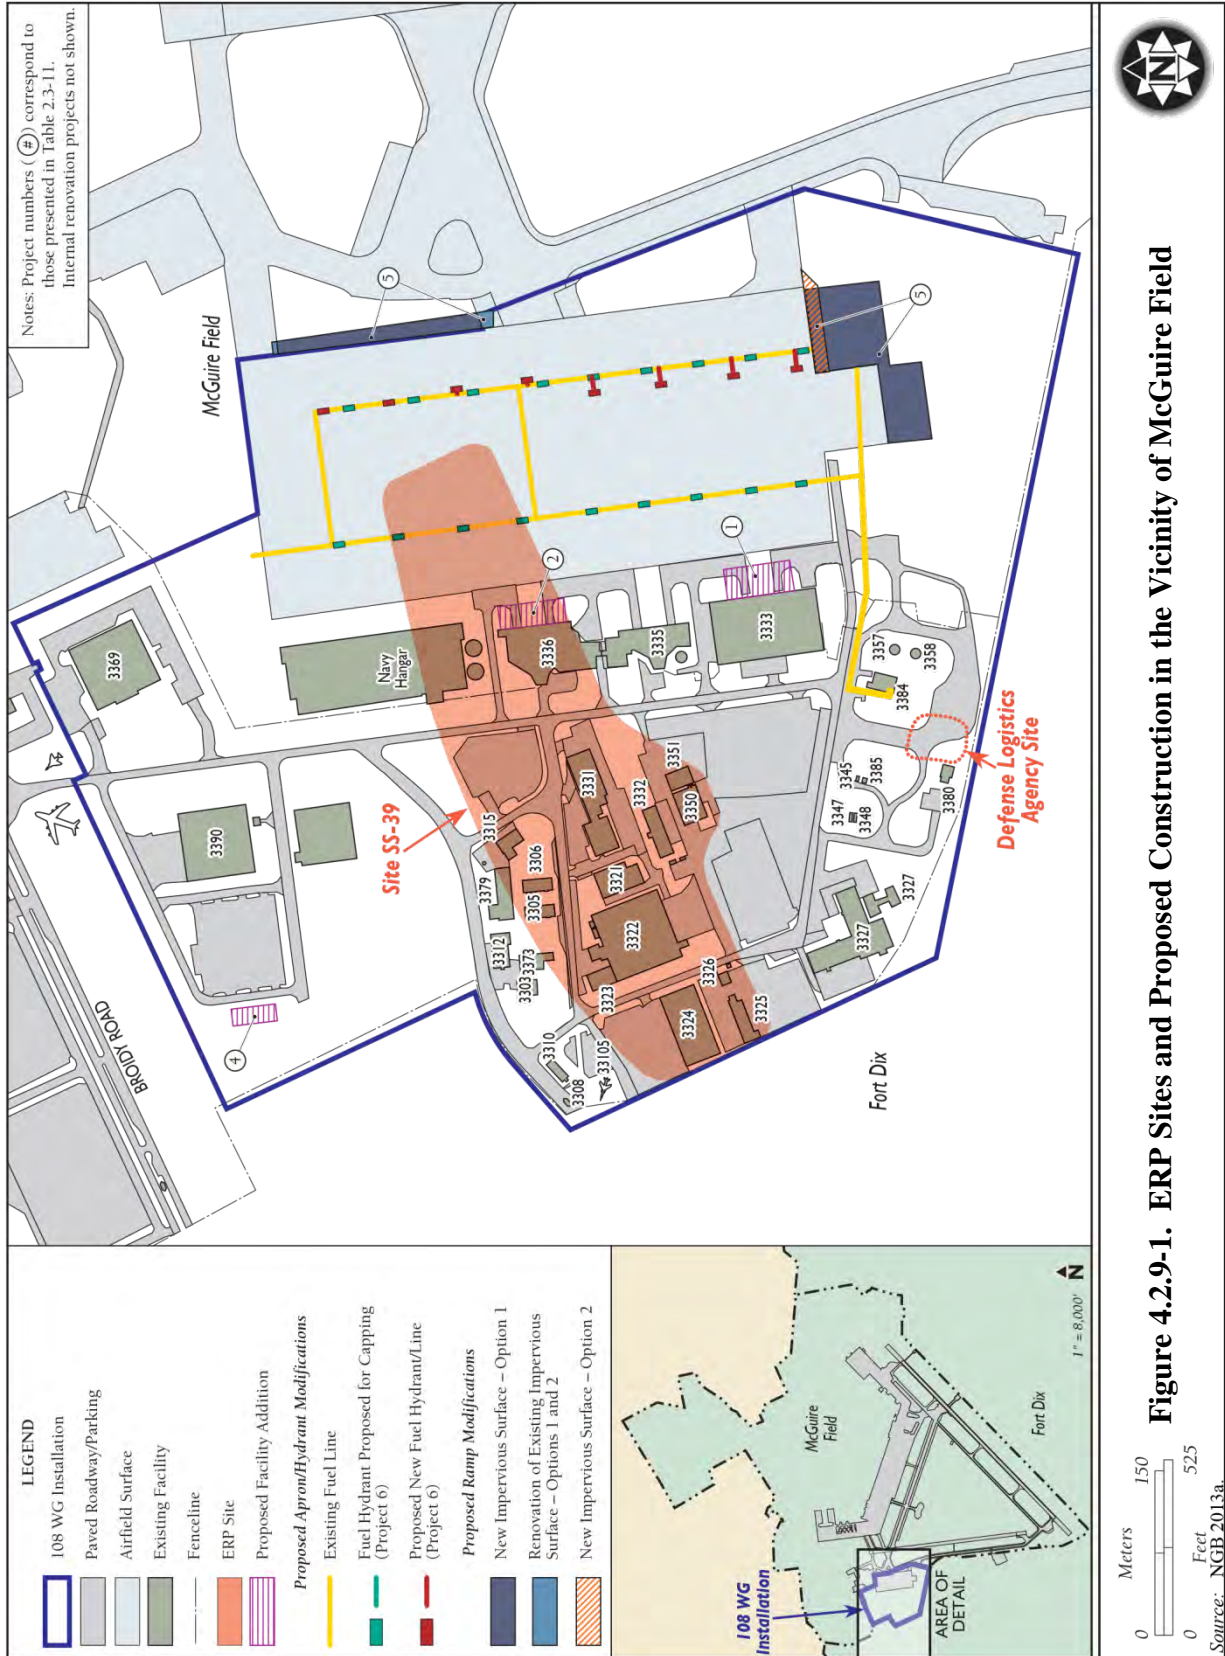 Notes: Project numbers ( # ) correspond to
those presented in Table 2.3-11.
Internal renovation projects not shown.
McGuire Field
BROIDY ROAD
Fort Dix
Site SS-39
Defense Logistics
Agency Site
Navy
Hangar
3369
3390
3336
3335
3333
3357
3358
3384
3345
3385
3347
3348
3380
3327
3327
3315
3331
3332
3351
3350
3306
3305
3321
3322
3379
3312
3373
3303
3323
3326
3324
3325
3310
33105
3308
1
2
4
5
5
LEGEND
108 WG Installation
Paved Roadway/Parking
Airfield Surface
Existing Facility
Fenceline
ERP Site
Proposed Facility Addition
Proposed Apron/Hydrant Modifications
Existing Fuel Line
Fuel Hydrant Proposed for Capping
(Project 6)
Proposed New Fuel Hydrant/Line
(Project 6)
Proposed Ramp Modifications
New Impervious Surface – Option 1
Renovation of Existing Impervious
Surface – Options 1 and 2
New Impervious Surface – Option 2
108 WG
Installation
AREA OF
DETAIL
McGuire
Field
Fort Dix
1" = 8,000'
N
0 Meters 150
0 Feet 525
Source: NGB 2013a.
Figure 4.2.9-1. ERP Sites and Proposed Construction in the Vicinity of McGuire Field
N